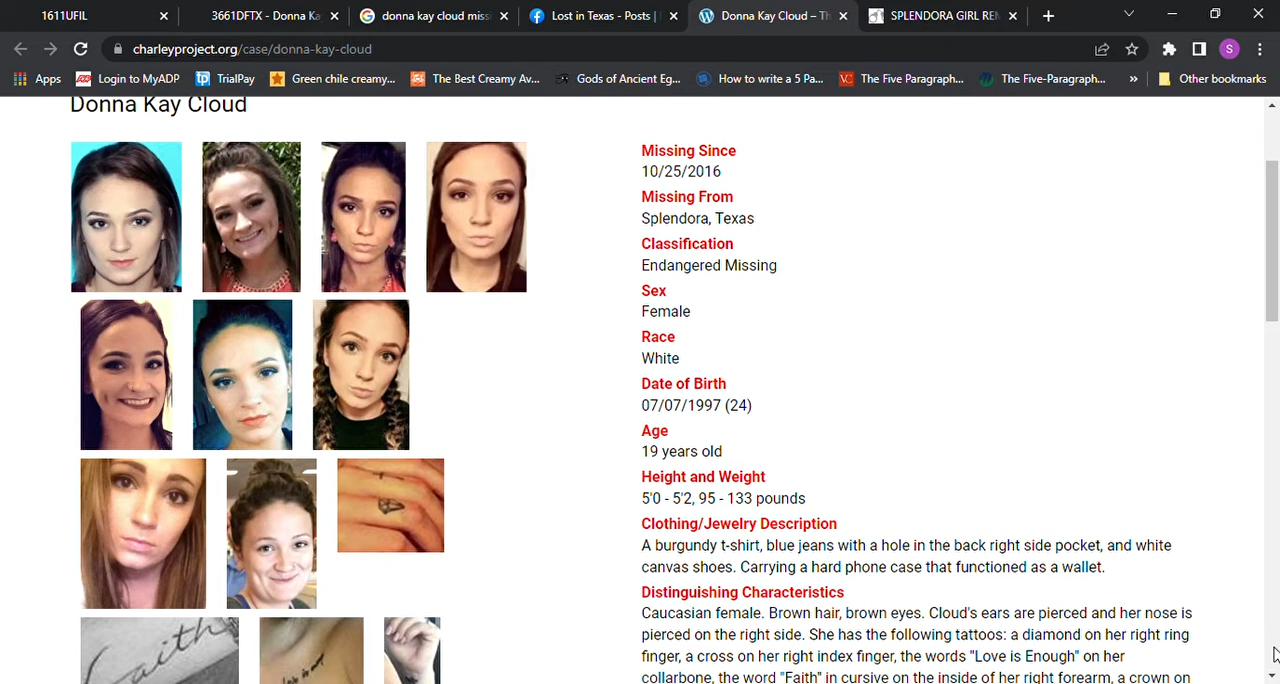 1611UFIL
3661DFTX - Donna Ka
donna kay cloud miss
Lost in Texas - Posts |
Donna Kay Cloud – Th
SPLENDORA GIRL REM
charleyproject.org/case/donna-kay-cloud
S
Apps
Login to MyADP
TrialPay
Green chile creamy...
The Best Creamy Av...
Gods of Ancient Eg...
How to write a 5 Pa...
The Five Paragraph...
The Five-Paragraph...
»
Other bookmarks
Donna Kay Cloud
Missing Since
10/25/2016
Missing From
Splendora, Texas
Classification
Endangered Missing
Sex
Female
Race
White
Date of Birth
07/07/1997 (24)
Age
19 years old
Height and Weight
5'0 - 5'2, 95 - 133 pounds
Clothing/Jewelry Description
A burgundy t-shirt, blue jeans with a hole in the back right side pocket, and white
canvas shoes. Carrying a hard phone case that functioned as a wallet.
Distinguishing Characteristics
Caucasian female. Brown hair, brown eyes. Cloud's ears are pierced and her nose is
pierced on the right side. She has the following tattoos: a diamond on her right ring
finger, a cross on her right index finger, the words "Love is Enough" on her
collarbone, the word "Faith" in cursive on the inside of her right forearm, a crown on
Faith